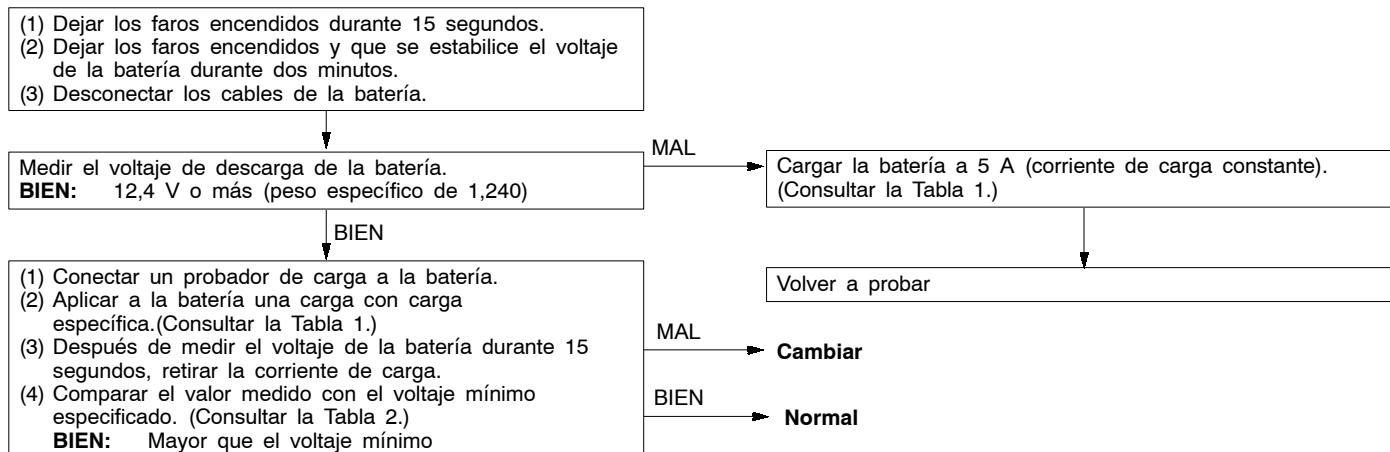 (1) Dejar los faros encendidos durante 15 segundos.
(2) Dejar los faros encendidos y que se estabilice el voltaje
de la batería durante dos minutos.
(3) Desconectar los cables de la batería.
Medir el voltaje de descarga de la batería.
BIEN: 12,4 V o más (peso específico de 1,240)
MAL
Cargar la batería a 5 A (corriente de carga constante).
(Consultar la Tabla 1.)
BIEN
Volver a probar
(1) Conectar un probador de carga a la batería.
(2) Aplicar a la batería una carga con carga
específica.(Consultar la Tabla 1.)
(3) Después de medir el voltaje de la batería durante 15
segundos, retirar la corriente de carga.
(4) Comparar el valor medido con el voltaje mínimo
especificado. (Consultar la Tabla 2.)
BIEN: Mayor que el voltaje mínimo
MAL
Cambiar
BIEN
Normal